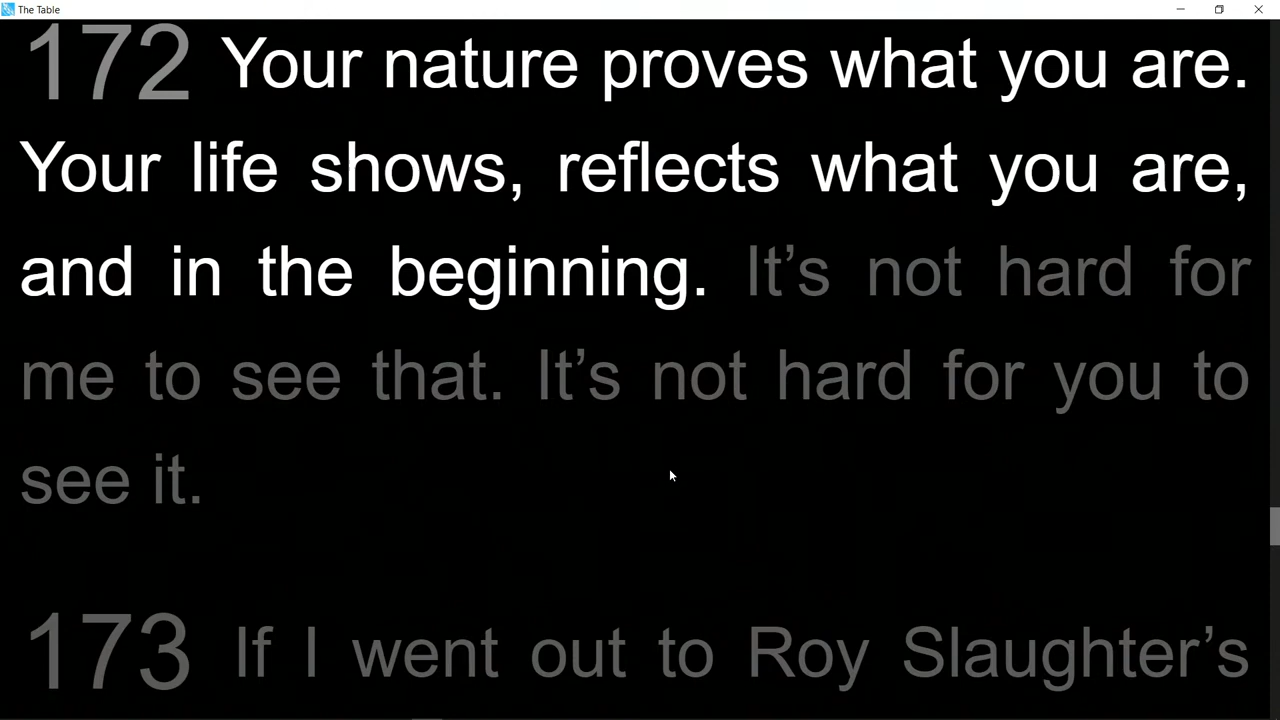 The Table
172 Your nature proves what you are.
Your life shows, reflects what you are,
and in the beginning. It’s not hard for
me to see that. It’s not hard for you to
see it.
173 If I went out to Roy Slaughter’s